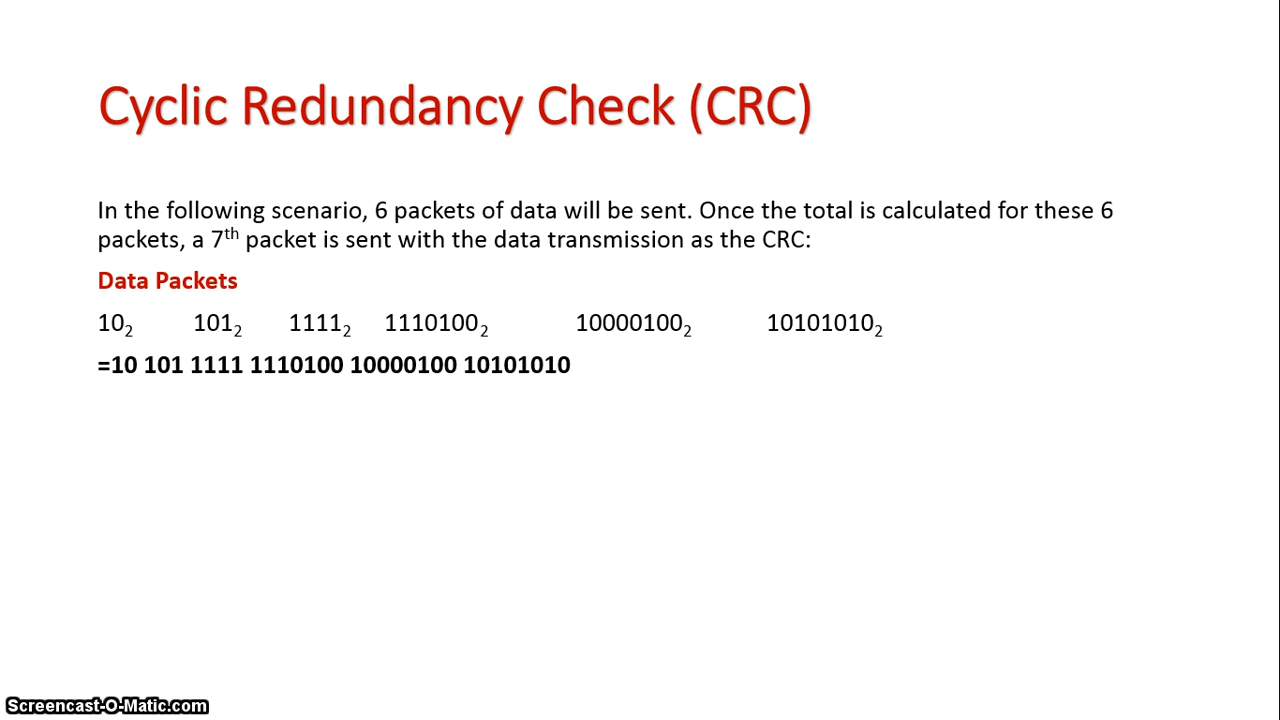 Cyclic Redundancy Check (CRC)
In the following scenario, 6 packets of data will be sent. Once the total is calculated for these 6
packets, a 7th packet is sent with the data transmission as the CRC:
Data Packets
10₂ 101₂ 1111₂ 1110100₂ 10000100₂ 10101010₂
=10 101 1111 1110100 10000100 10101010
Screencast-O-Matic.com